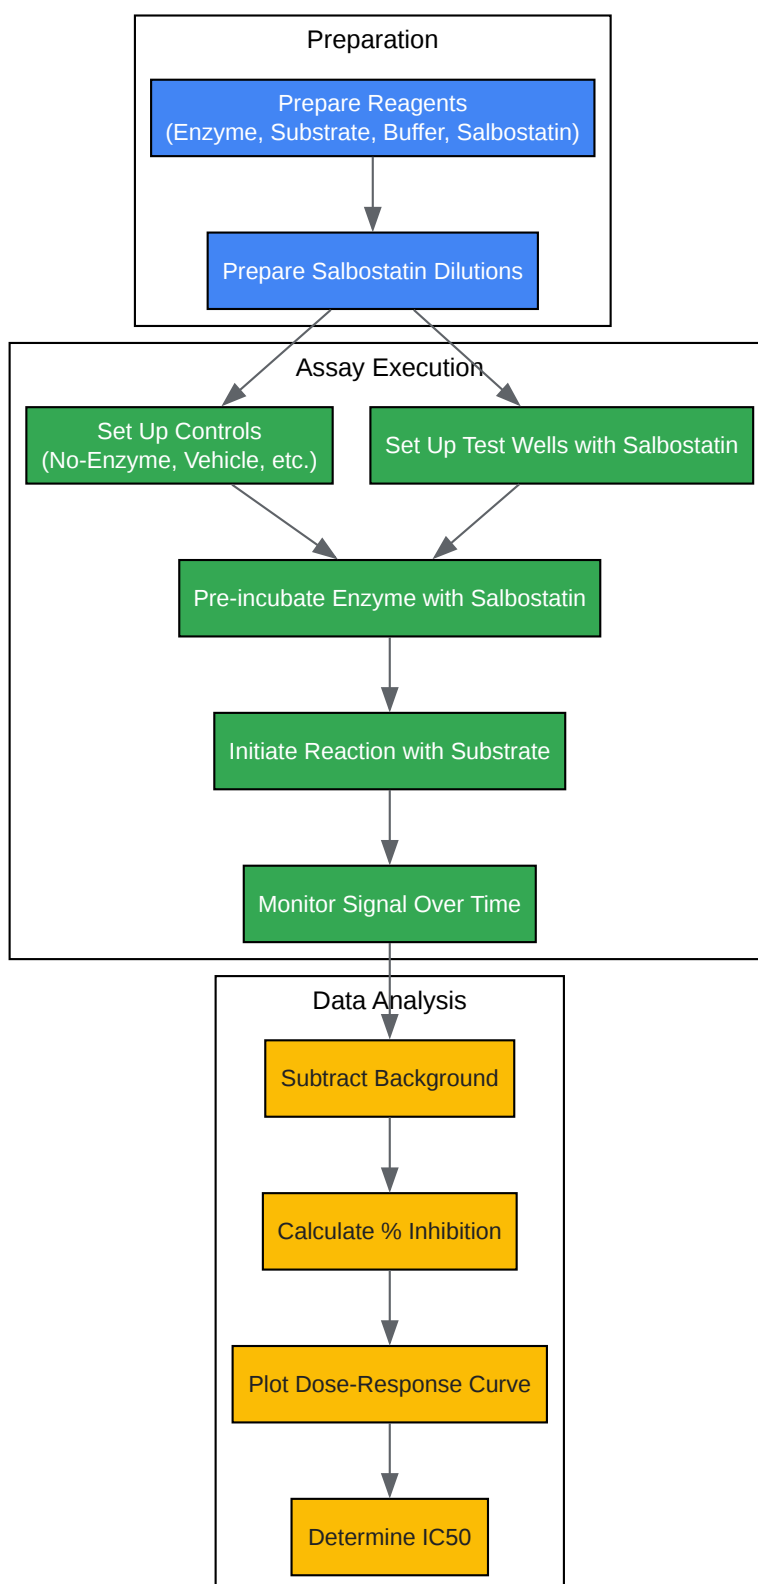 Preparation
Prepare Reagents
(Enzyme, Substrate, Buffer, Salbostatin)
Prepare Salbostatin Dilutions
Assay Execution
Set Up Controls
(No-Enzyme, Vehicle, etc.)
Set Up Test Wells with Salbostatin
Pre-incubate Enzyme with Salbostatin
Initiate Reaction with Substrate
Monitor Signal Over Time
Data Analysis
Subtract Background
Calculate % Inhibition
Plot Dose-Response Curve
Determine IC50